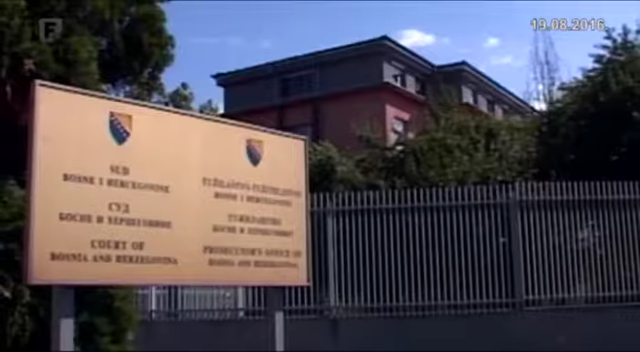 19.08.2016.
SUD
BOSNE I HERCEGOVINE
СУД
БОСНЕ И ХЕРЦЕГОВИНЕ
COURT OF
BOSNIA AND HERZEGOVINA
TUŽILAŠTVO/TUŽITELJSTVO
BOSNE I HERCEGOVINE
ТУЖИЛАШТВО
БОСНЕ И ХЕРЦЕГОВИНЕ
PROSECUTOR'S OFFICE OF
BOSNIA AND HERZEGOVINA